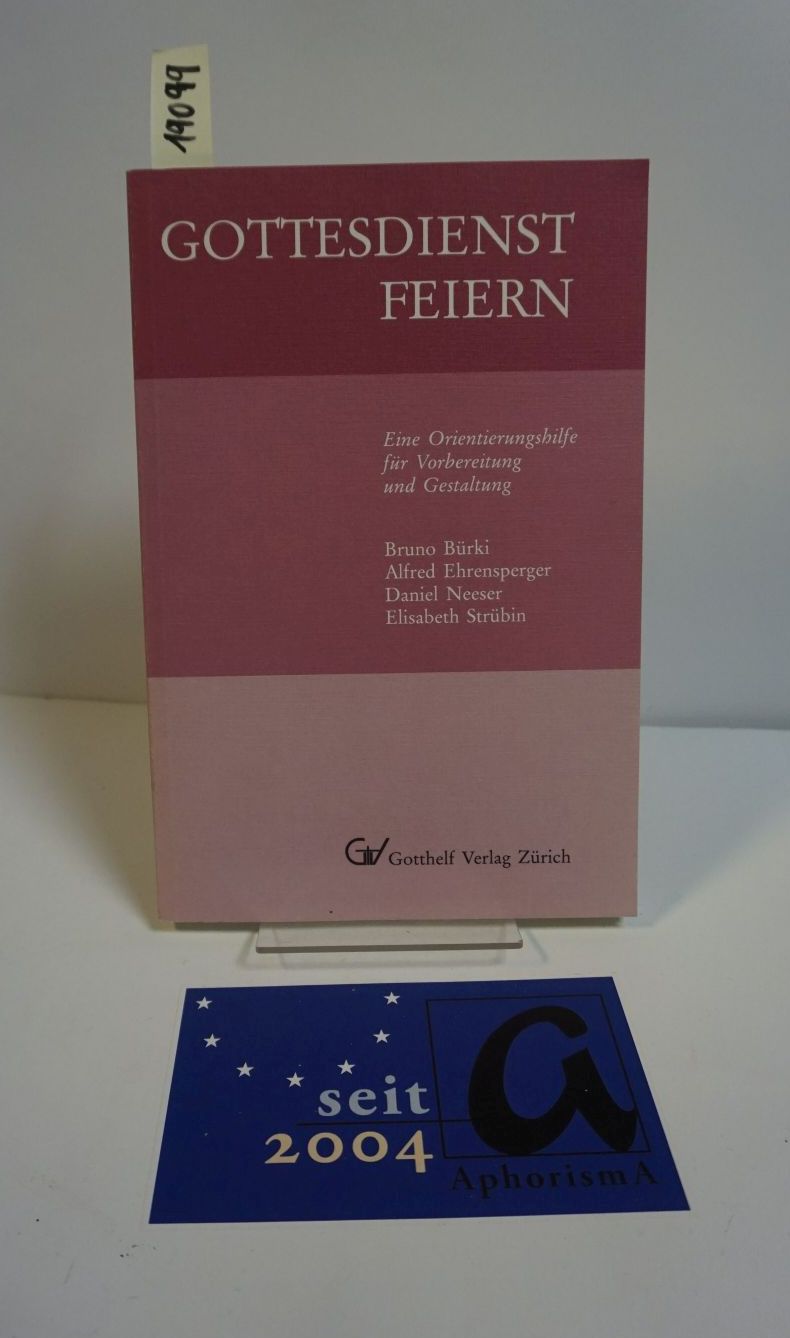 19099
GOTTESDIENST
FEIERN
Eine Orientierungshilfe
für Vorbereitung
und Gestaltung
Bruno Bürki
Alfred Ehrensperger
Daniel Neeser
Elisabeth Strübin
GV Gotthelf Verlag Zürich
seit
2004
a
AphorismA